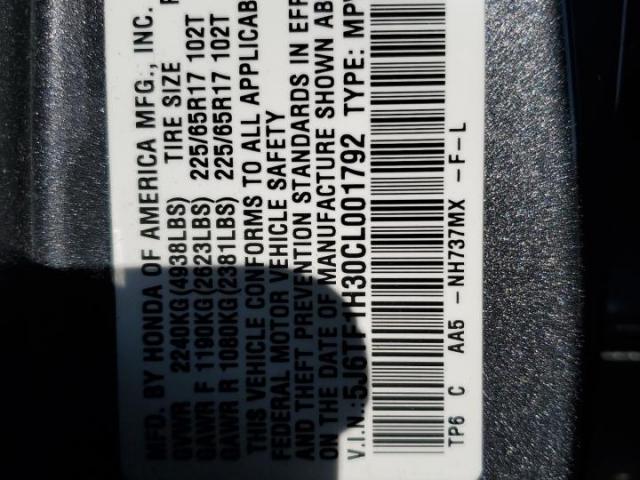 MFD. BY HONDA OF AMERICA MFG., INC.
TIRE SIZE
GVWR 2240KG(4938LBS)
GAWR F 1190KG(2623LBS) 225/65R17 102T
GAWR R 1080KG(2381LBS) 225/65R17 102T
THIS VEHICLE CONFORMS TO ALL APPLICAB
FEDERAL MOTOR VEHICLE SAFETY
AND THEFT PREVENTION STANDARDS IN EFF
ON THE DATE OF MANUFACTURE SHOWN AB
V.I.N.:5J6TF1H30CL001792 TYPE: MP
TP6 C AA5 -NH737MX -F-L